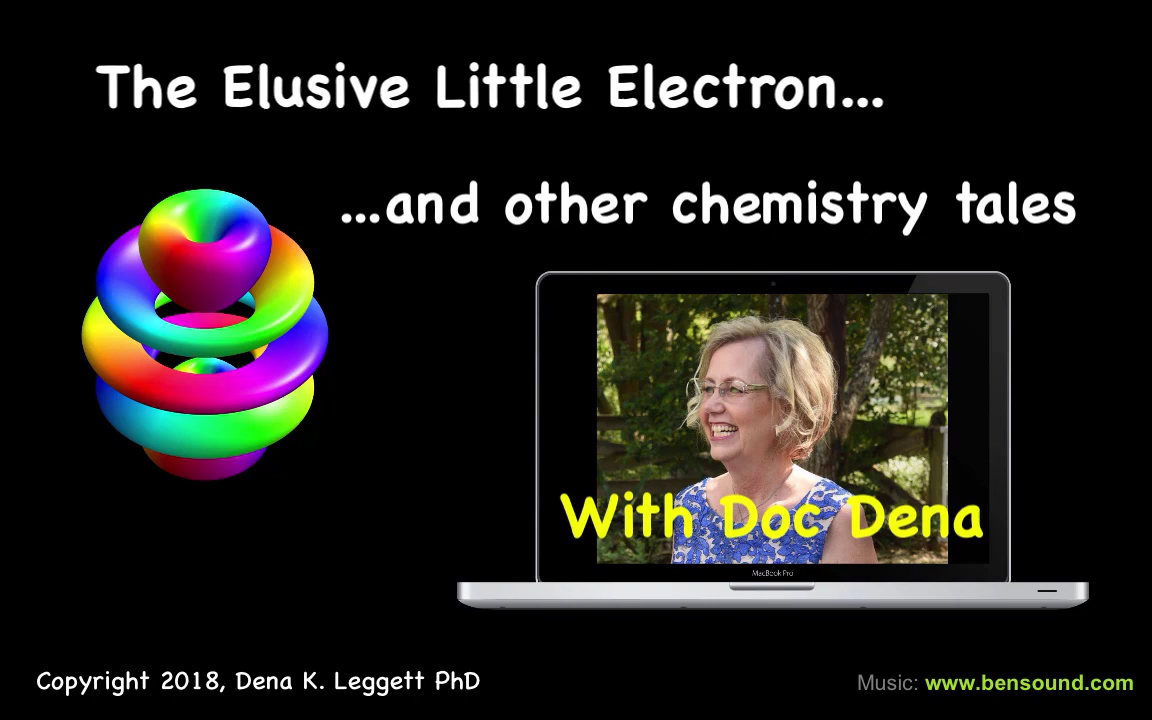 The Elusive Little Electron...
...and other chemistry tales
With Doc Dena
MacBook Pro
Copyright 2018, Dena K. Leggett PhD
Music: www.bensound.com